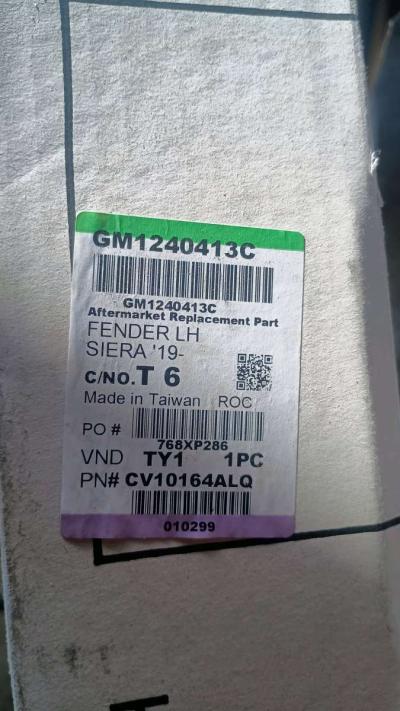 GM1240413C
GM1240413C
Aftermarket Replacement Part
FENDER LH
SIERA '19-
C/NO. T 6
Made in Taiwan ROC
PO #
768XP286
VND TY1 1PC
PN# CV10164ALQ
010299